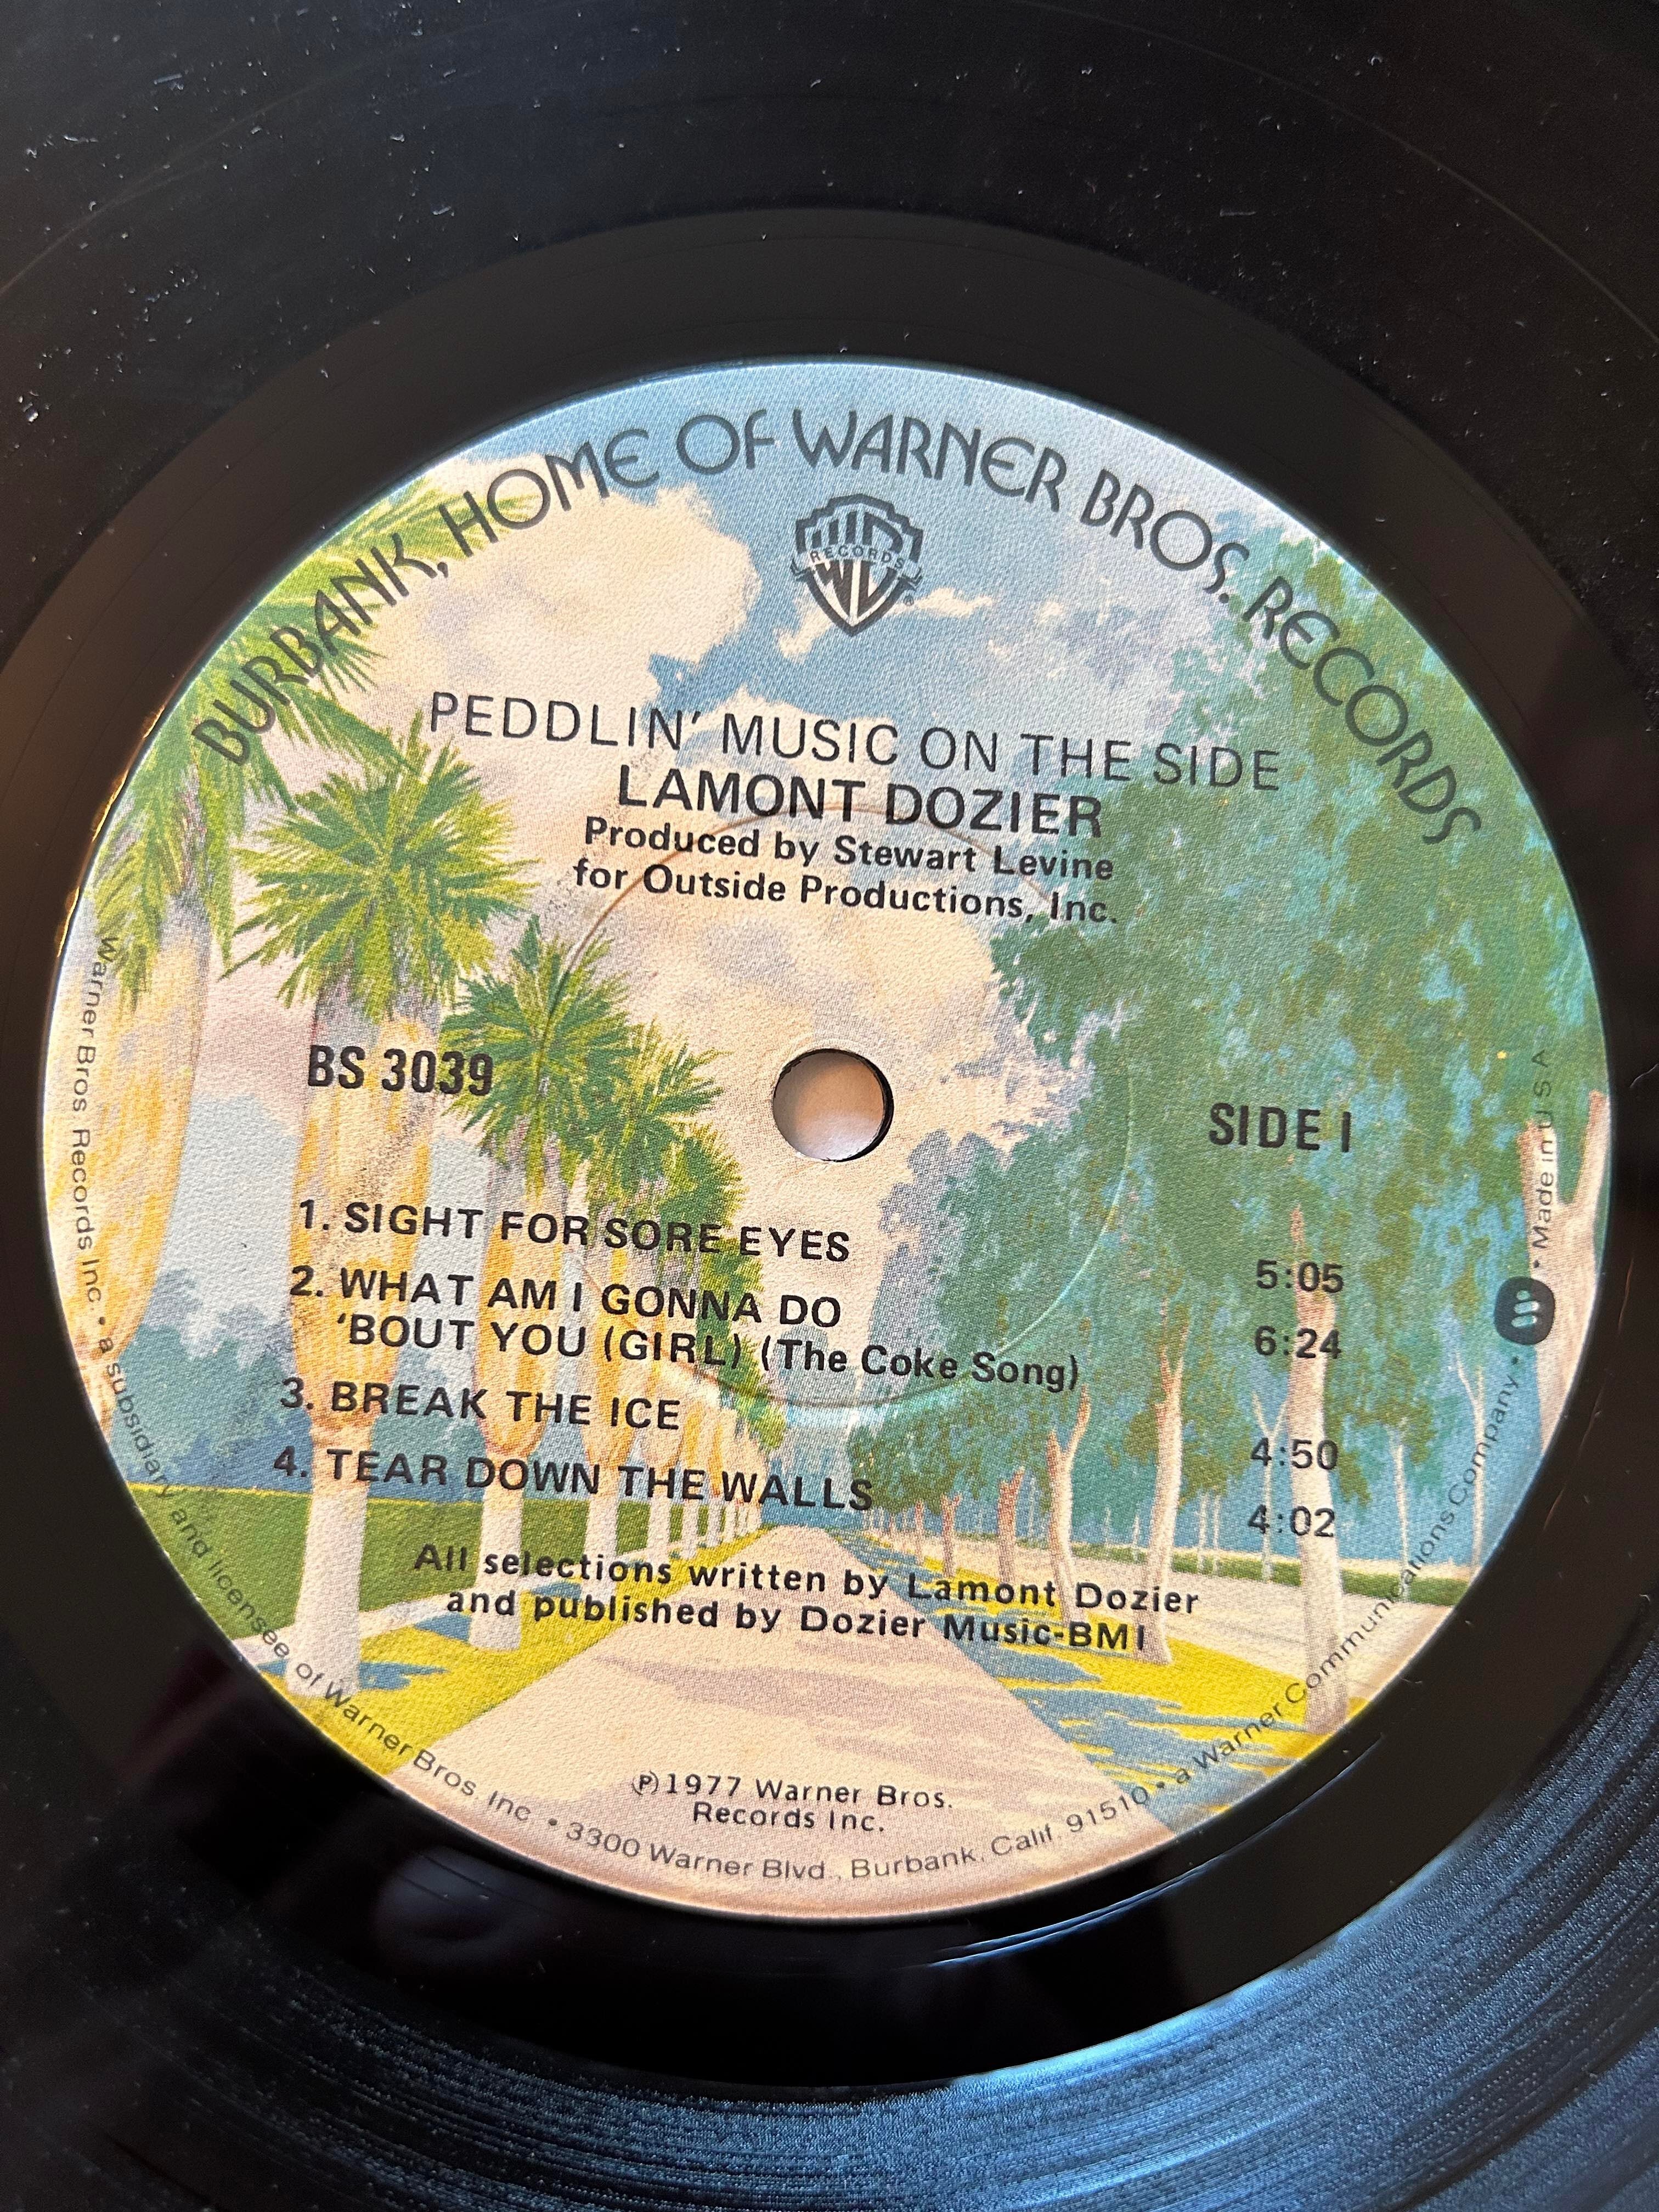 BURBANK, HOME OF WARNER BROS. RECORDS
RECORDS
PEDDLIN' MUSIC ON THE SIDE
LAMONT DOZIER
Produced by Stewart Levine
for Outside Productions, Inc.
BS 3039
SIDE I
1. SIGHT FOR SORE EYES 5:05
2. WHAT AM I GONNA DO
'BOUT YOU (GIRL) (The Coke Song) 6:24
3. BREAK THE ICE 4:50
4. TEAR DOWN THE WALLS 4:02
All selections written by Lamont Dozier
and published by Dozier Music-BMI
℗1977 Warner Bros.
Records Inc.
Warner Bros. Records Inc. • a subsidiary and licensee of Warner Bros. Inc. • 3300 Warner Blvd., Burbank, Calif. 91510 • a Warner Communications Company • Made in U S A